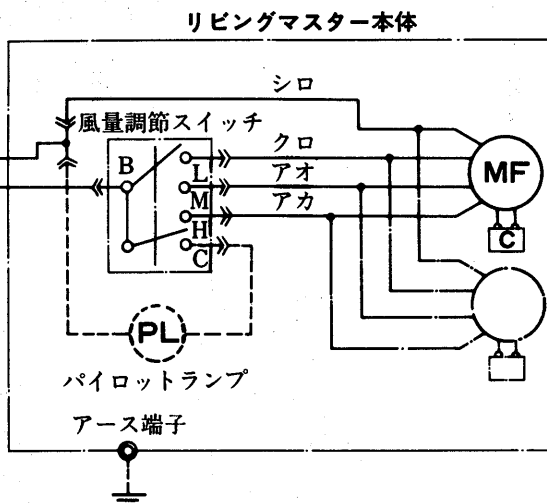 リビングマスター本体
シロ
風量調節スイッチ
クロ
B
L
アオ
MF
M
アカ
H
C
C
PL
パイロットランプ
アース端子